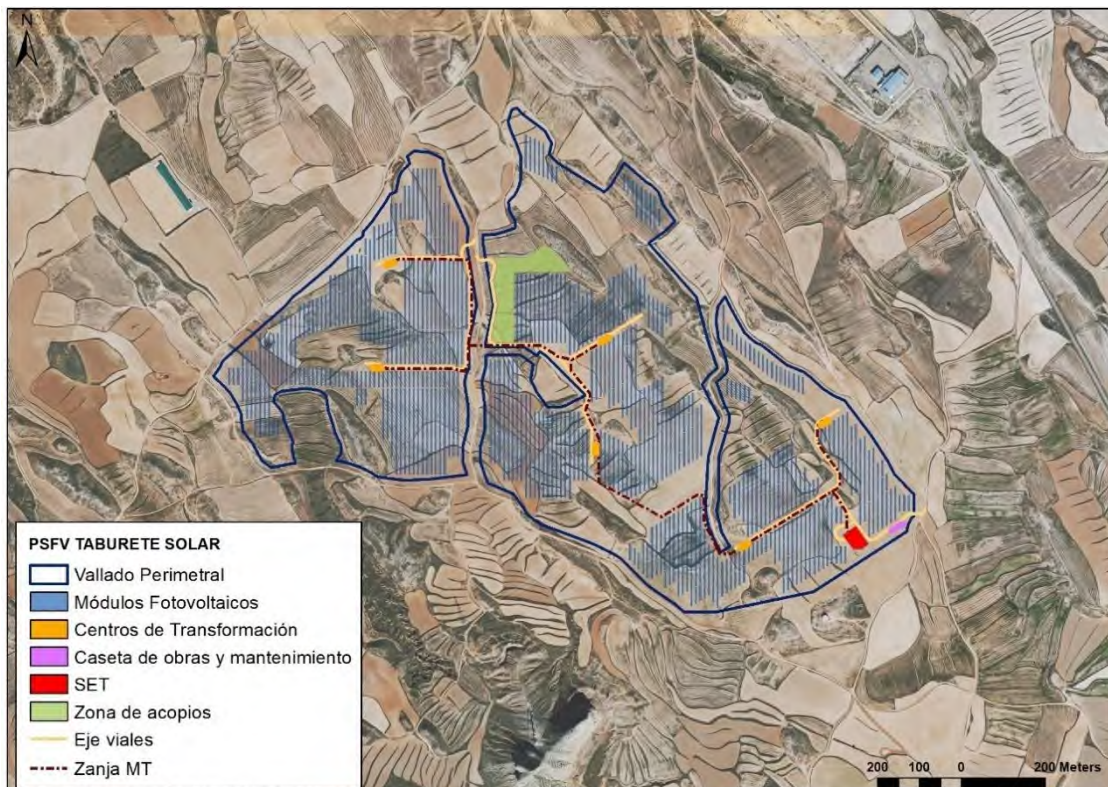 N
PSFV TABURETE SOLAR
Vallado Perimetral
Módulos Fotovoltaicos
Centros de Transformación
Caseta de obras y mantenimiento
SET
Zona de acopios
Eje viales
Zanja MT
200 100 0 200 Meters